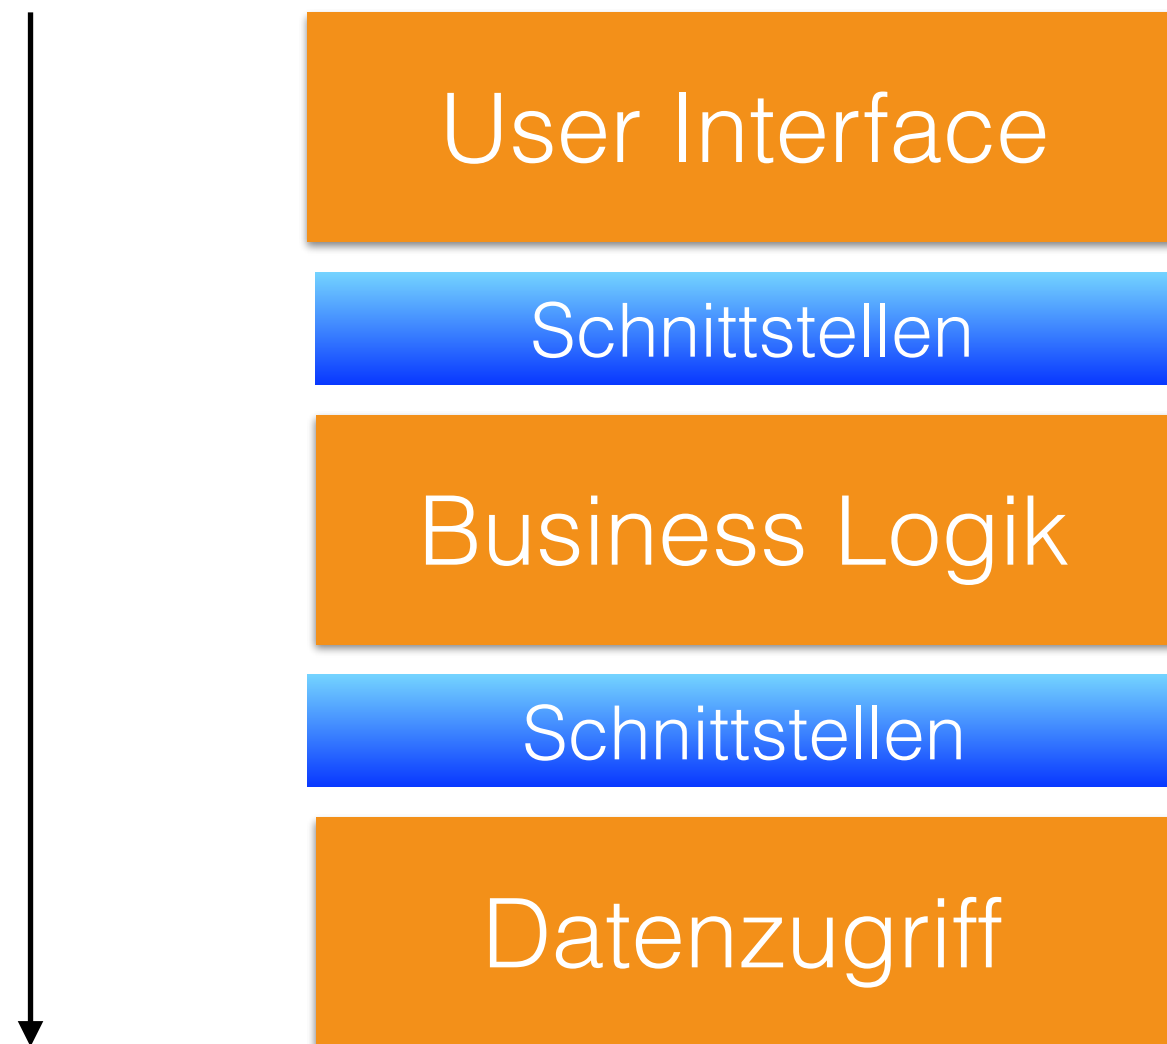 User Interface
Schnittstellen
Business Logik
Schnittstellen
Datenzugriff